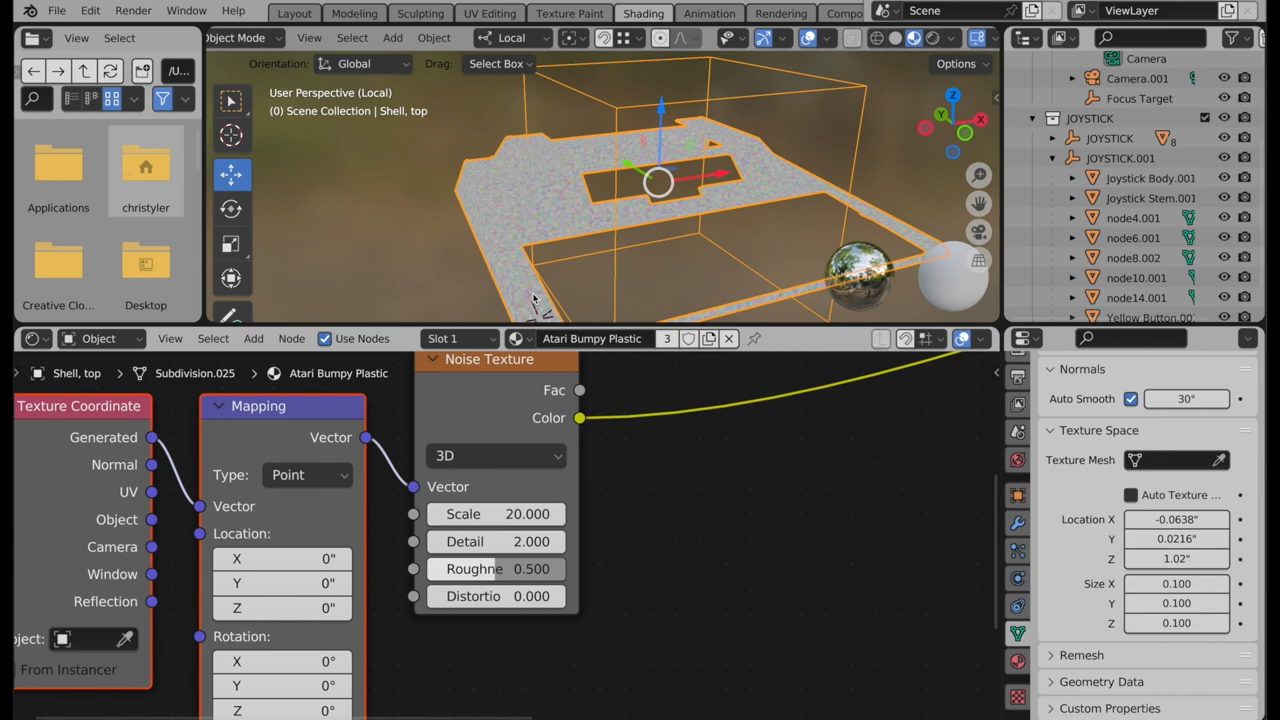 File Edit Render Window Help Layout Modeling Sculpting UV Editing Texture Paint Shading Animation Rendering Compo Scene ViewLayer
View Select
bject Mode View Select Add Object Local
Orientation: Global Drag: Select Box Options
/U...
User Perspective (Local)
(0) Scene Collection | Shell, top
Z
Y
X
Applications
christyler
Creative Clo...
Desktop
Camera
Camera.001
Focus Target
JOYSTICK
JOYSTICK 8
JOYSTICK.001
Joystick Body.001
Joystick Stem.001
node4.001
node6.001
node8.002
node10.001
node14.001
Yellow Button.00
Object View Select Add Node Use Nodes Slot 1 Atari Bumpy Plastic 3
Shell, top Subdivision.025 Atari Bumpy Plastic
Texture Coordinate
Generated
Normal
UV
Object
Camera
Window
Reflection
oject:
From Instancer
Mapping
Vector
Type: Point
Vector
Location:
X 0"
Y 0"
Z 0"
Rotation:
X 0°
Y 0°
Z 0°
Noise Texture
Fac
Color
3D
Vector
Scale 20.000
Detail 2.000
Roughne 0.500
Distortio 0.000
Normals
Auto Smooth 30°
Texture Space
Texture Mesh
Auto Texture ...
Location X -0.0638"
Y 0.0216"
Z 1.02"
Size X 0.100
Y 0.100
Z 0.100
Remesh
Geometry Data
Custom Properties